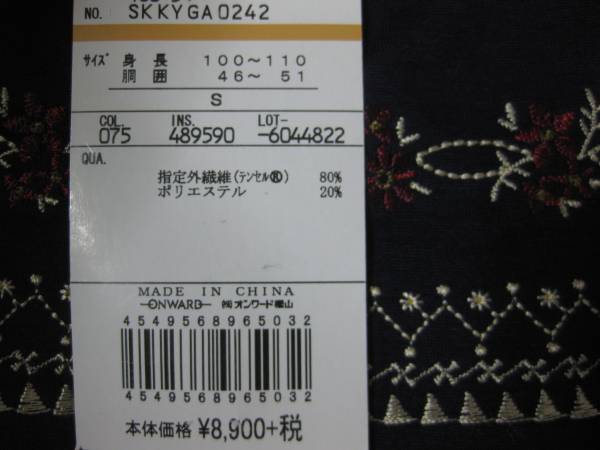 NO. SKKYGA0242
サイズ 身長 100～110
胴囲 46～ 51
S
COL. INS. LOT-
075 489590 -6044822
QUA.
指定外繊維(テンセル®) 80%
ポリエステル 20%
MADE IN CHINA
—ONWARD— ㈱オンワード樫山
4549568965032
4549568965032
本体価格 ¥8,900+税